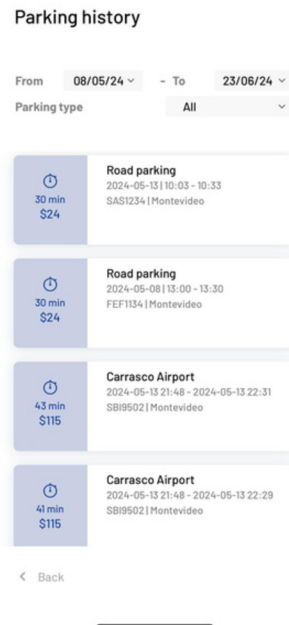 Parking history
From 08/05/24 - To 23/06/24
Parking type All
30 min
$24
Road parking
2024-05-13 | 10:03 - 10:33
SAS1234 | Montevideo
30 min
$24
Road parking
2024-05-08 | 13:00 - 13:30
FEF1134 | Montevideo
43 min
$115
Carrasco Airport
2024-05-13 21:48 - 2024-05-13 22:31
SBI9502 | Montevideo
41 min
$115
Carrasco Airport
2024-05-13 21:48 - 2024-05-13 22:29
SBI9502 | Montevideo
Back